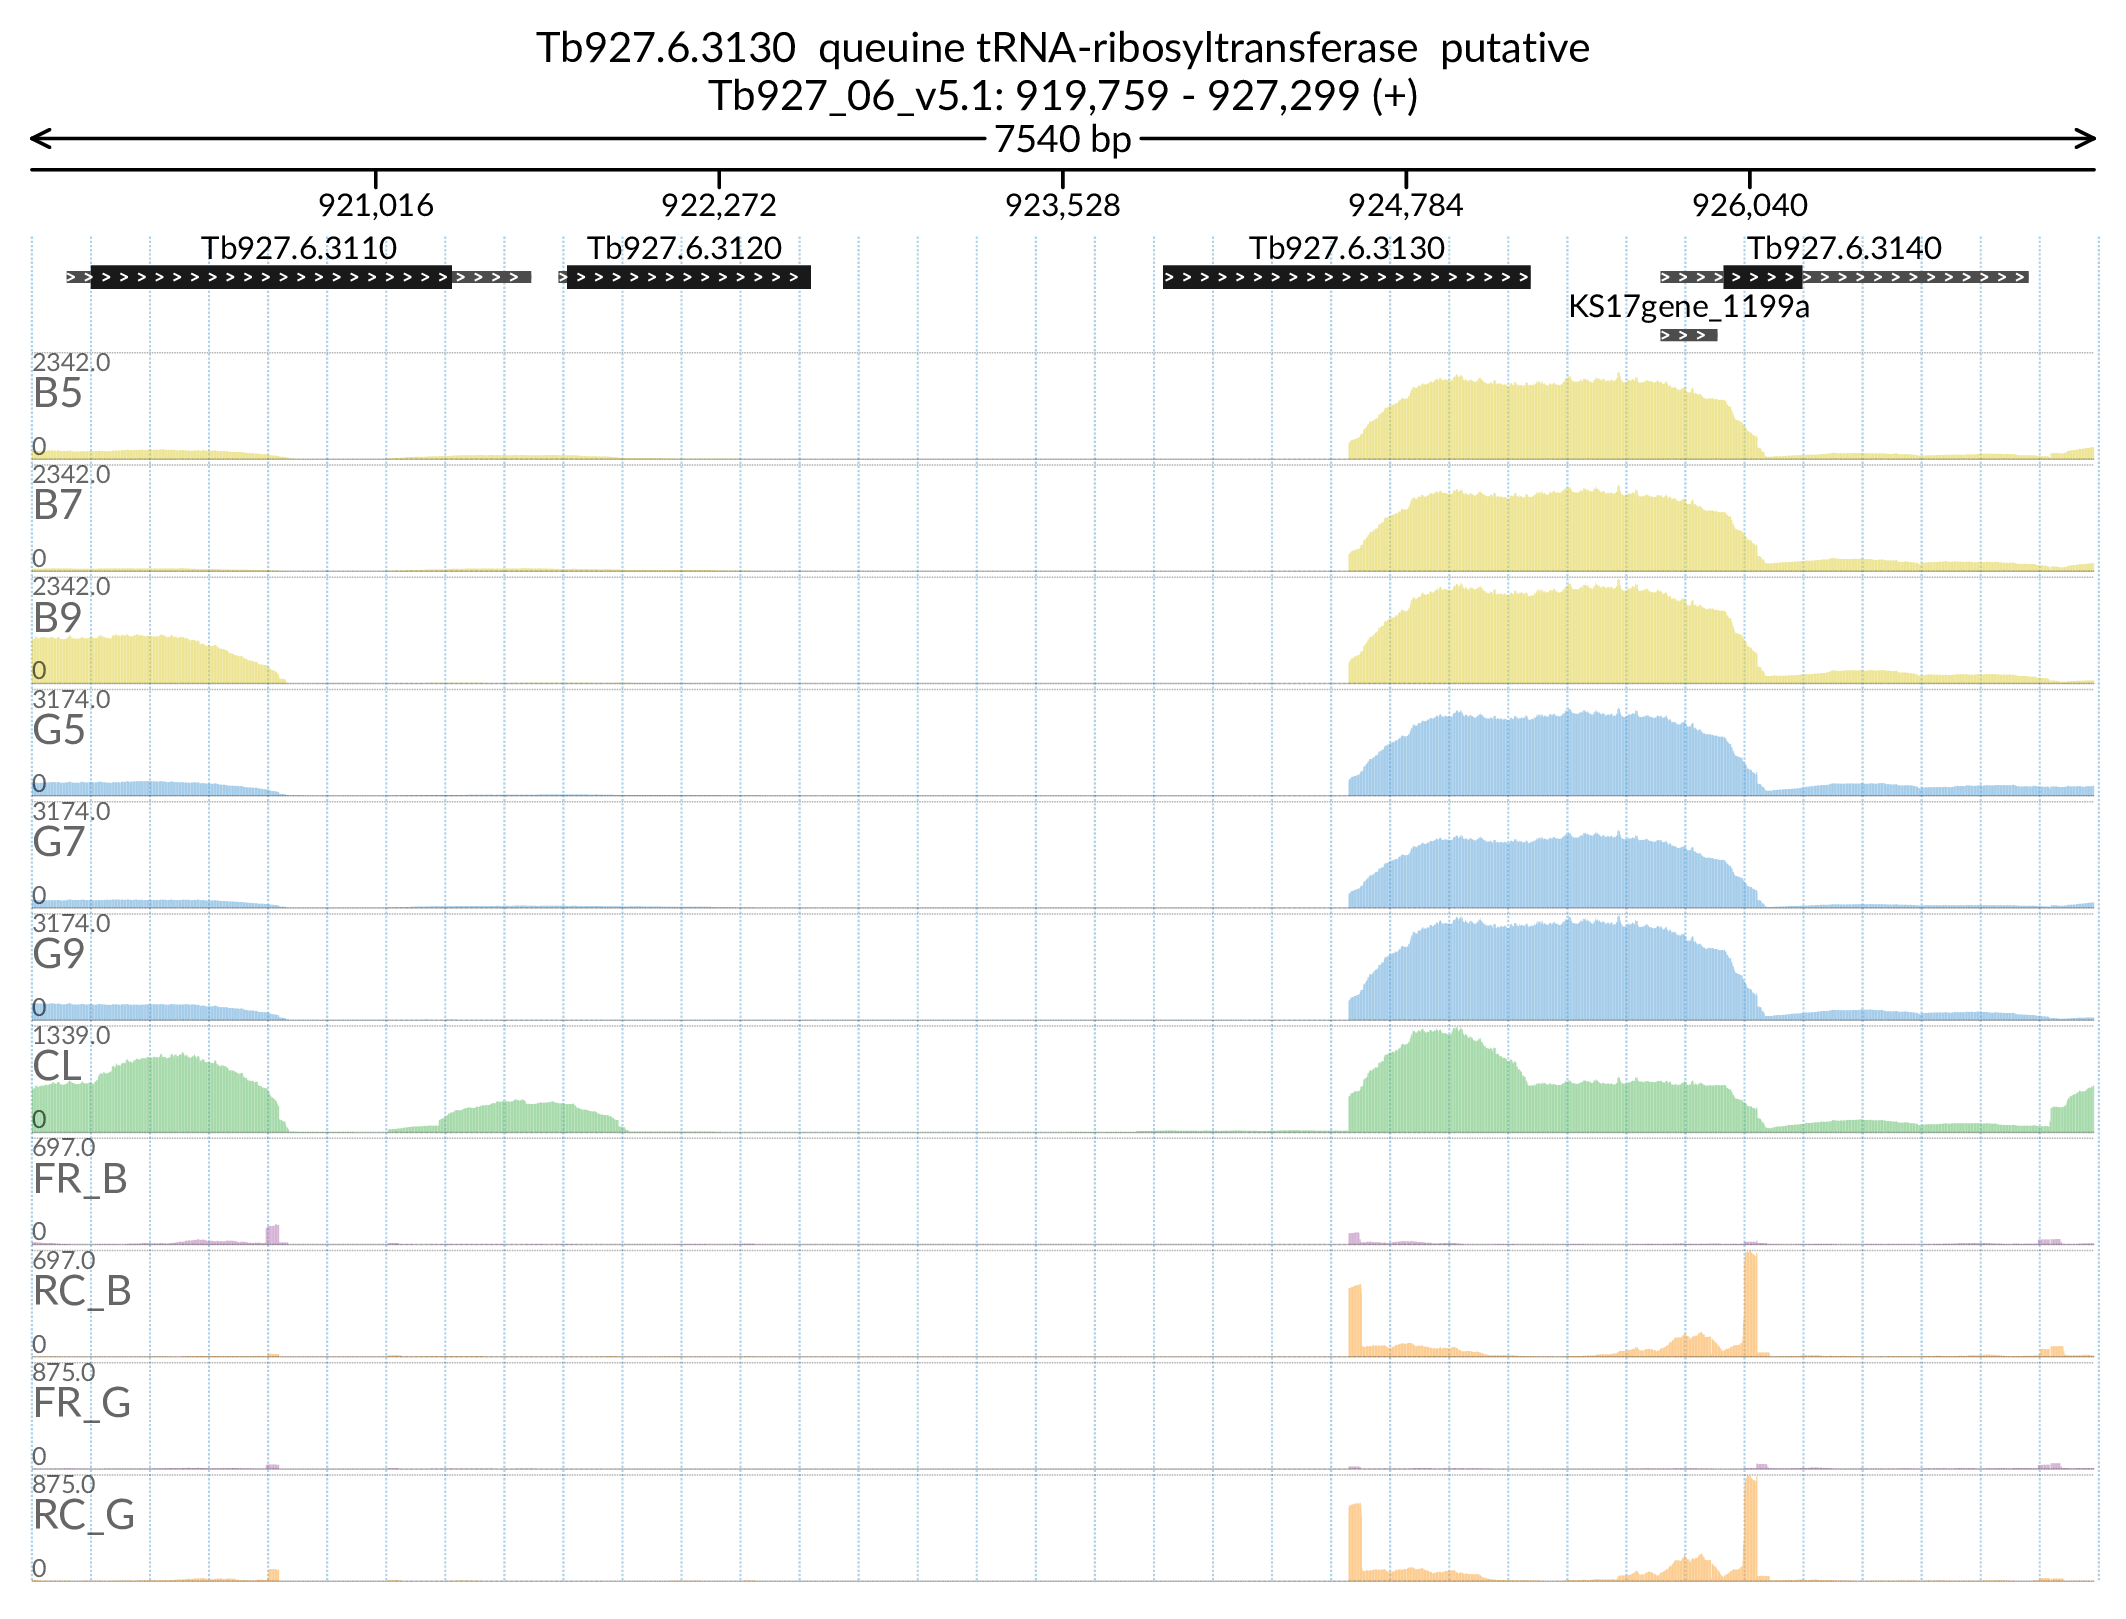 Tb927.6.3130  queuine tRNA-ribosyltransferase  putative
Tb927_06_v5.1: 919,759 - 927,299 (+)
7540 bp
921,016 922,272 923,528 924,784 926,040
Tb927.6.3110 Tb927.6.3120 Tb927.6.3130 Tb927.6.3140
KS17gene_1199a
2342.0
B5
0
2342.0
B7
0
2342.0
B9
0
3174.0
G5
0
3174.0
G7
0
3174.0
G9
0
1339.0
CL
0
697.0
FR_B
0
697.0
RC_B
0
875.0
FR_G
0
875.0
RC_G
0